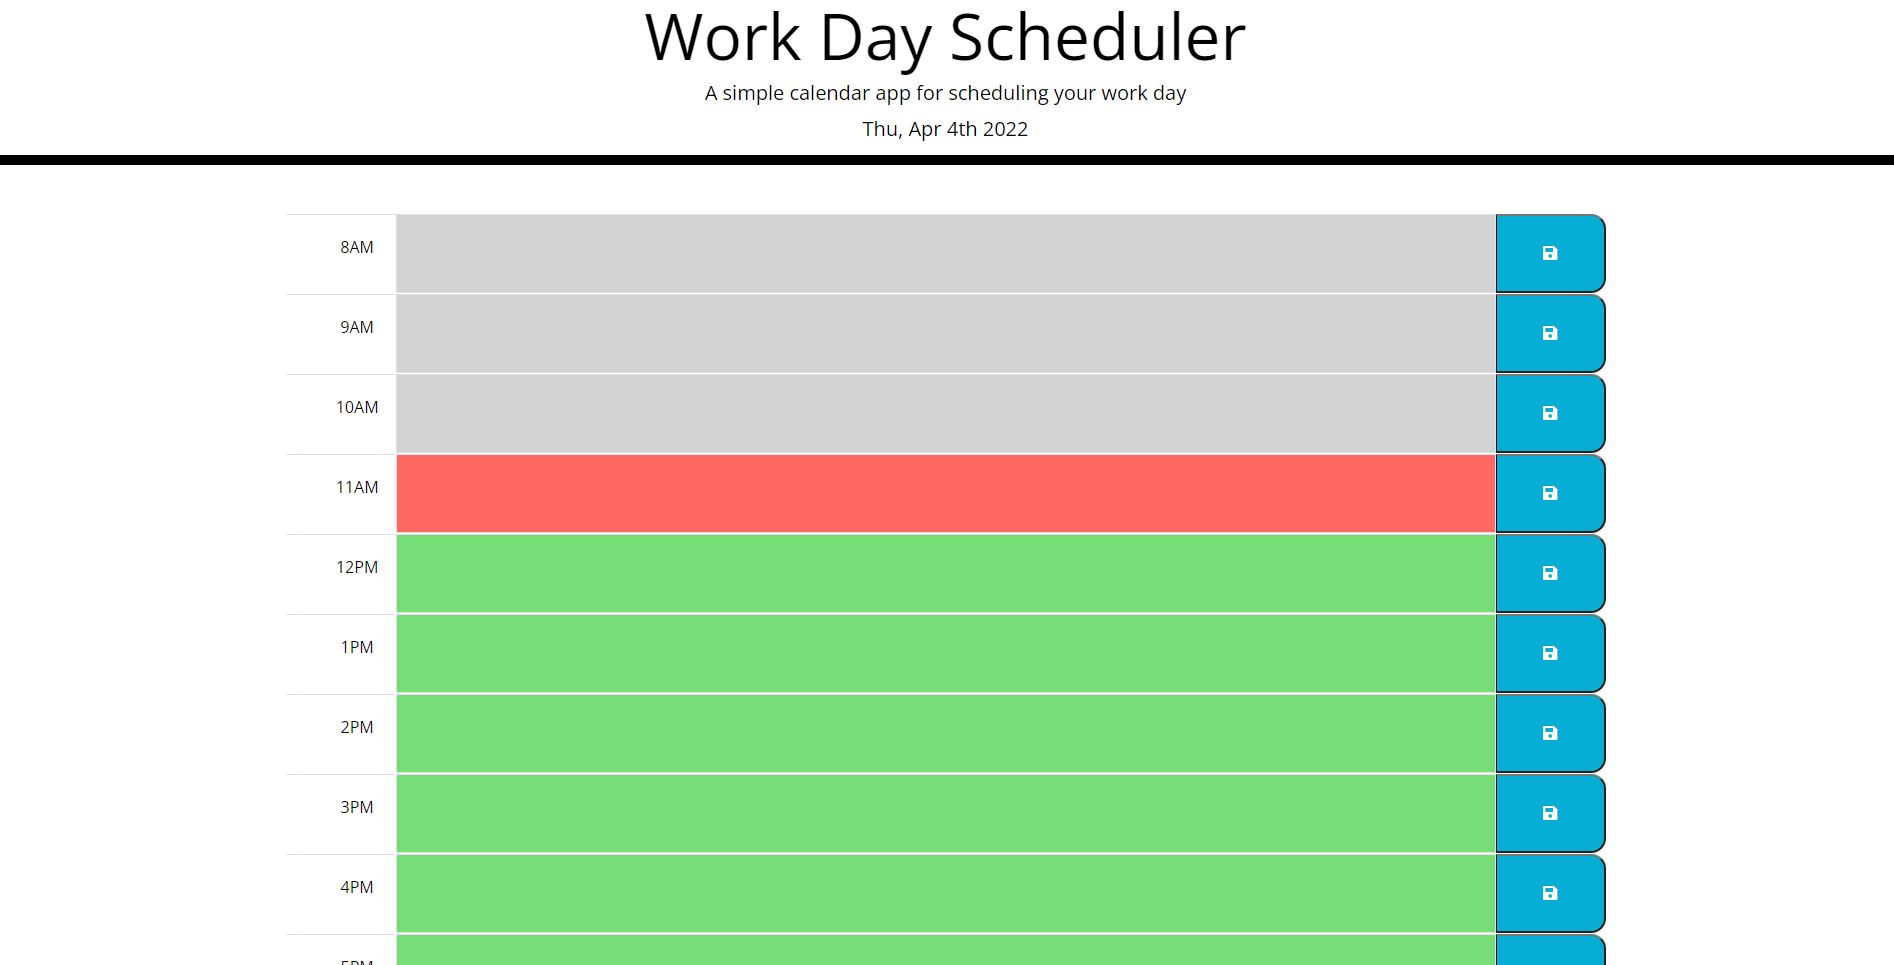 Work Day Scheduler
A simple calendar app for scheduling your work day
Thu, Apr 4th 2022
8AM
9AM
10AM
11AM
12PM
1PM
2PM
3PM
4PM
5PM